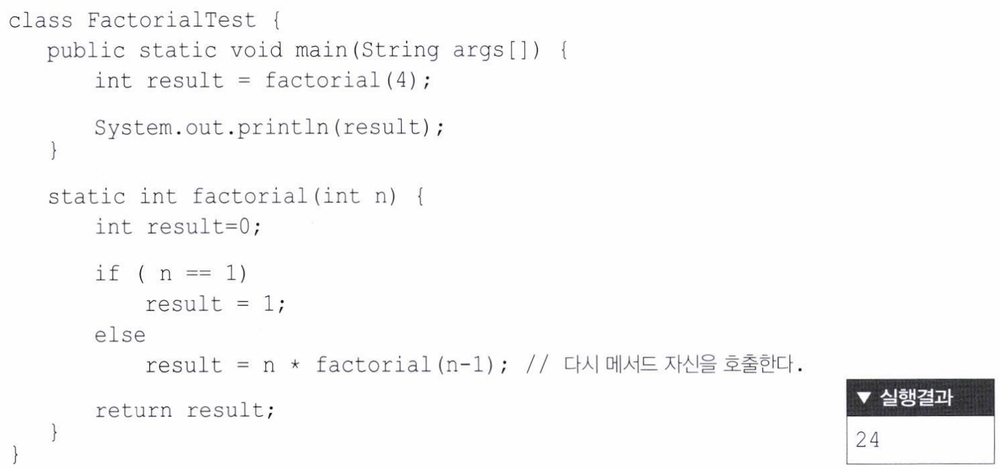 class FactorialTest {
public static void main(String args[]) {
int result = factorial(4);
System.out.println(result);
}
static int factorial(int n) {
int result=0;
if ( n == 1)
result = 1;
else
result = n * factorial(n-1); // 다시 메서드 자신을 호출한다.
return result;
}
}
▼ 실행결과
24